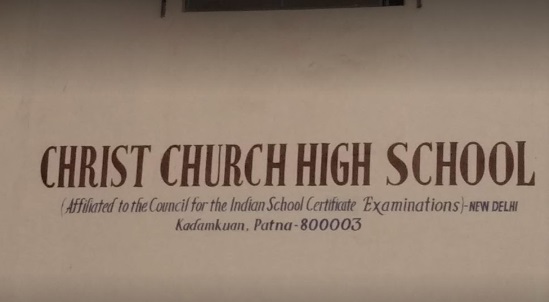 CHRIST CHURCH HIGH SCHOOL
(Affiliated to the Council for the Indian School Certificate Examinations)-NEW DELHI
Kadamkuan, Patna-800003